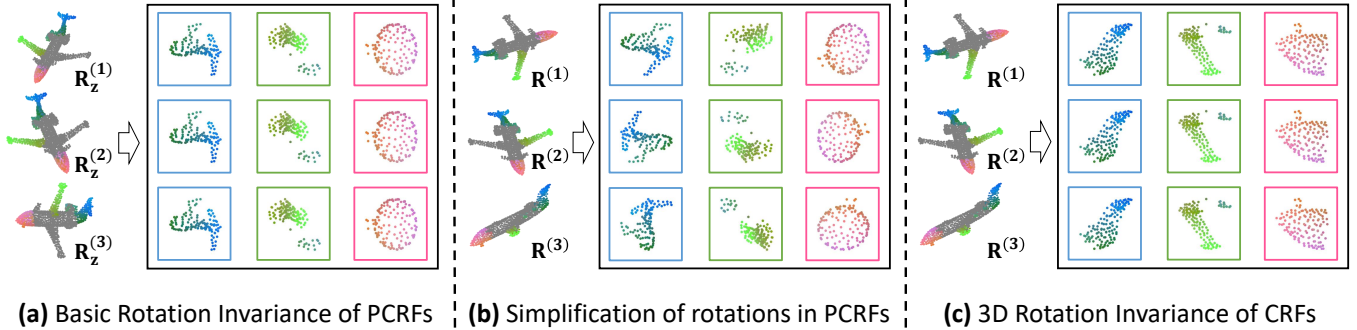 R_z^(1)
R_z^(2)
R_z^(3)
(a) Basic Rotation Invariance of PCRFs
R^(1)
R^(2)
R^(3)
(b) Simplification of rotations in PCRFs
R^(1)
R^(2)
R^(3)
(c) 3D Rotation Invariance of CRFs